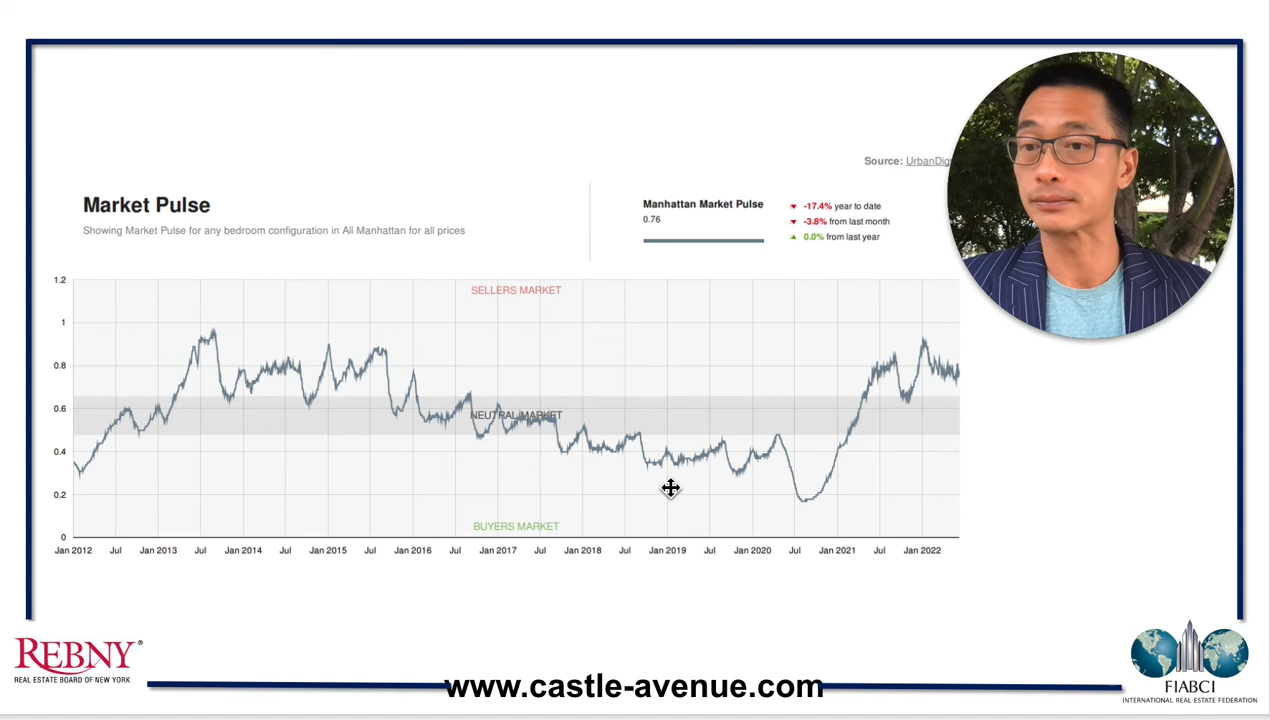 Source: UrbanDig
Market Pulse
Showing Market Pulse for any bedroom configuration in All Manhattan for all prices
Manhattan Market Pulse
0.76
-17.4% year to date
-3.8% from last month
0.0% from last year
1.2
1
0.8
0.6
0.4
0.2
0
SELLERS MARKET
NEUTRAL MARKET
BUYERS MARKET
Jan 2012 Jul Jan 2013 Jul Jan 2014 Jul Jan 2015 Jul Jan 2016 Jul Jan 2017 Jul Jan 2018 Jul Jan 2019 Jul Jan 2020 Jul Jan 2021 Jul Jan 2022
REBNY®
REAL ESTATE BOARD OF NEW YORK
www.castle-avenue.com
FIABCI
INTERNATIONAL REAL ESTATE FEDERATION